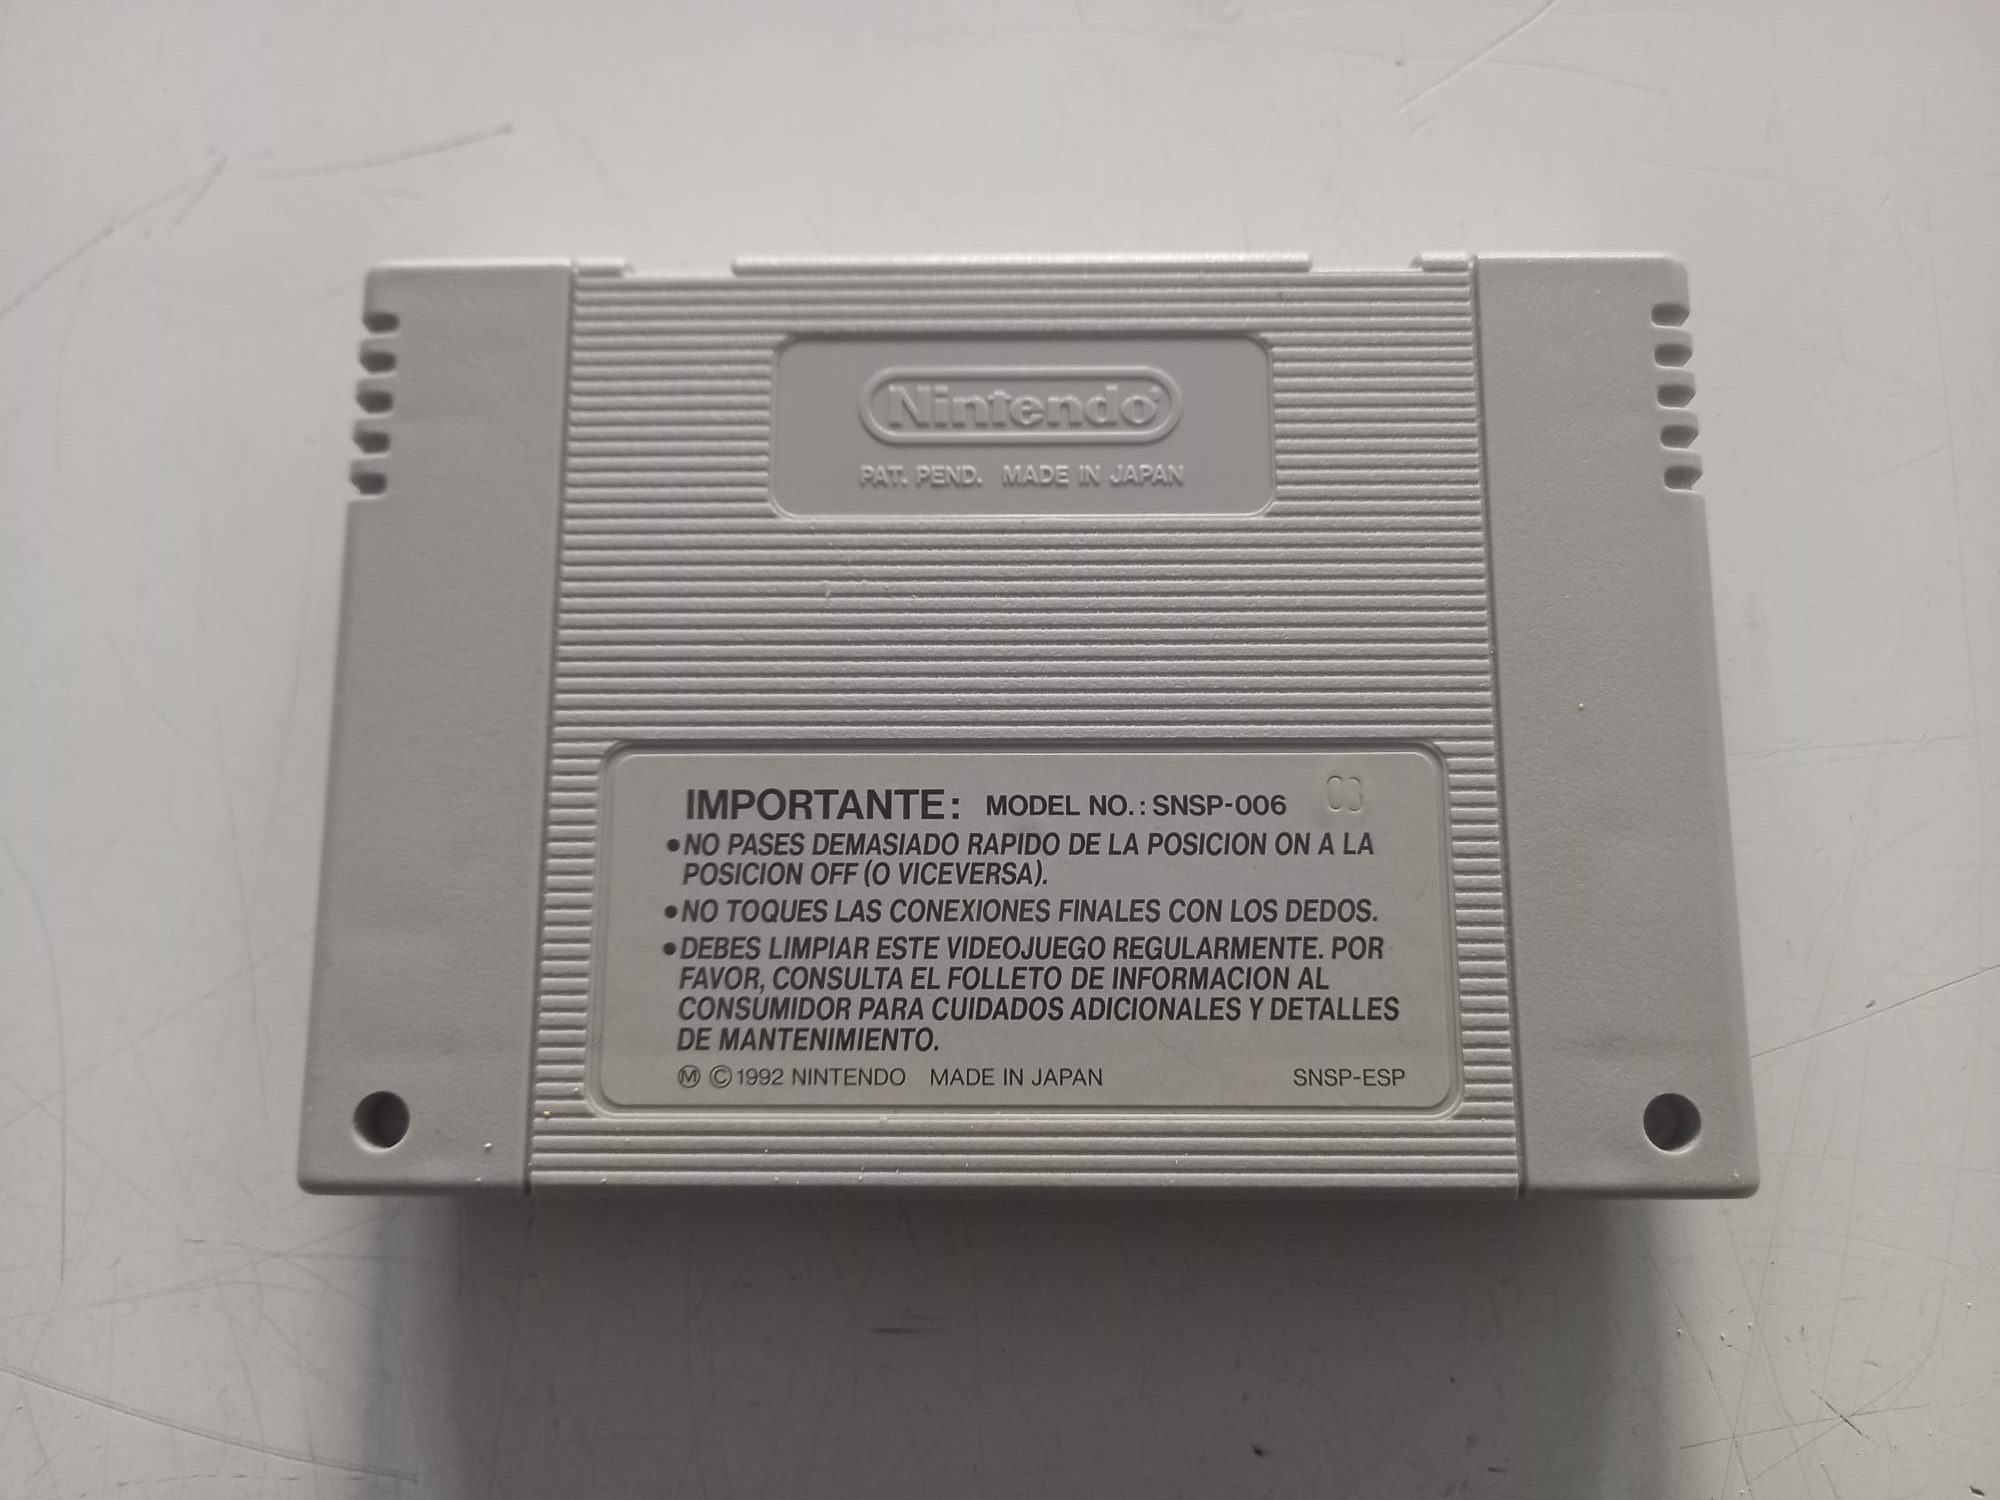 Nintendo®
PAT. PEND. MADE IN JAPAN
IMPORTANTE: MODEL NO.: SNSP-006 03
●NO PASES DEMASIADO RAPIDO DE LA POSICION ON A LA
POSICION OFF (O VICEVERSA).
●NO TOQUES LAS CONEXIONES FINALES CON LOS DEDOS.
●DEBES LIMPIAR ESTE VIDEOJUEGO REGULARMENTE. POR
FAVOR, CONSULTA EL FOLLETO DE INFORMACION AL
CONSUMIDOR PARA CUIDADOS ADICIONALES Y DETALLES
DE MANTENIMIENTO.
Ⓜ ©1992 NINTENDO MADE IN JAPAN SNSP-ESP